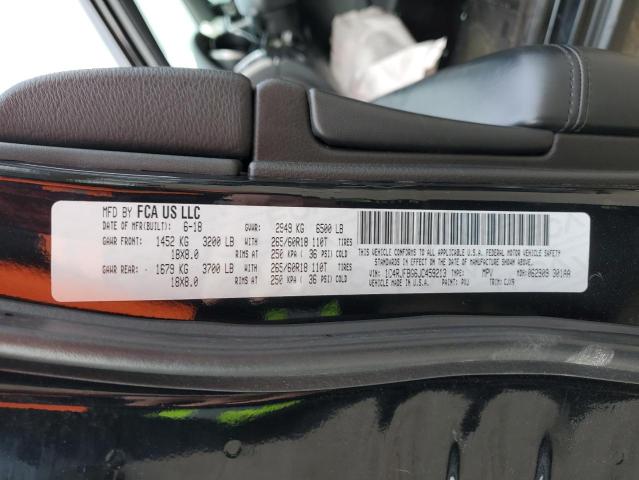 MFD BY FCA US LLC
DATE OF MFR(BUILT): 6-18 GVWR: 2949 KG 6500 LB
GAWR FRONT: 1452 KG 3200 LB WITH 265/60R18 110T TIRES
18X8.0 RIMS AT 250 KPA ( 36 PSI) COLD
GAWR REAR: 1679 KG 3700 LB WITH 265/60R18 110T TIRES
18X8.0 RIMS AT 250 KPA ( 36 PSI) COLD
THIS VEHICLE CONFORMS TO ALL APPLICABLE U.S.A. FEDERAL MOTOR VEHICLE SAFETY
STANDARDS IN EFFECT ON THE DATE OF MANUFACTURE SHOWN ABOVE.
VIN: 1C4RJFBG6JC459213 TYPE: MPV MDH: 062909 301AA
VEHICLE MADE IN U.S.A. PAINT: PXJ TRIM: CJX9